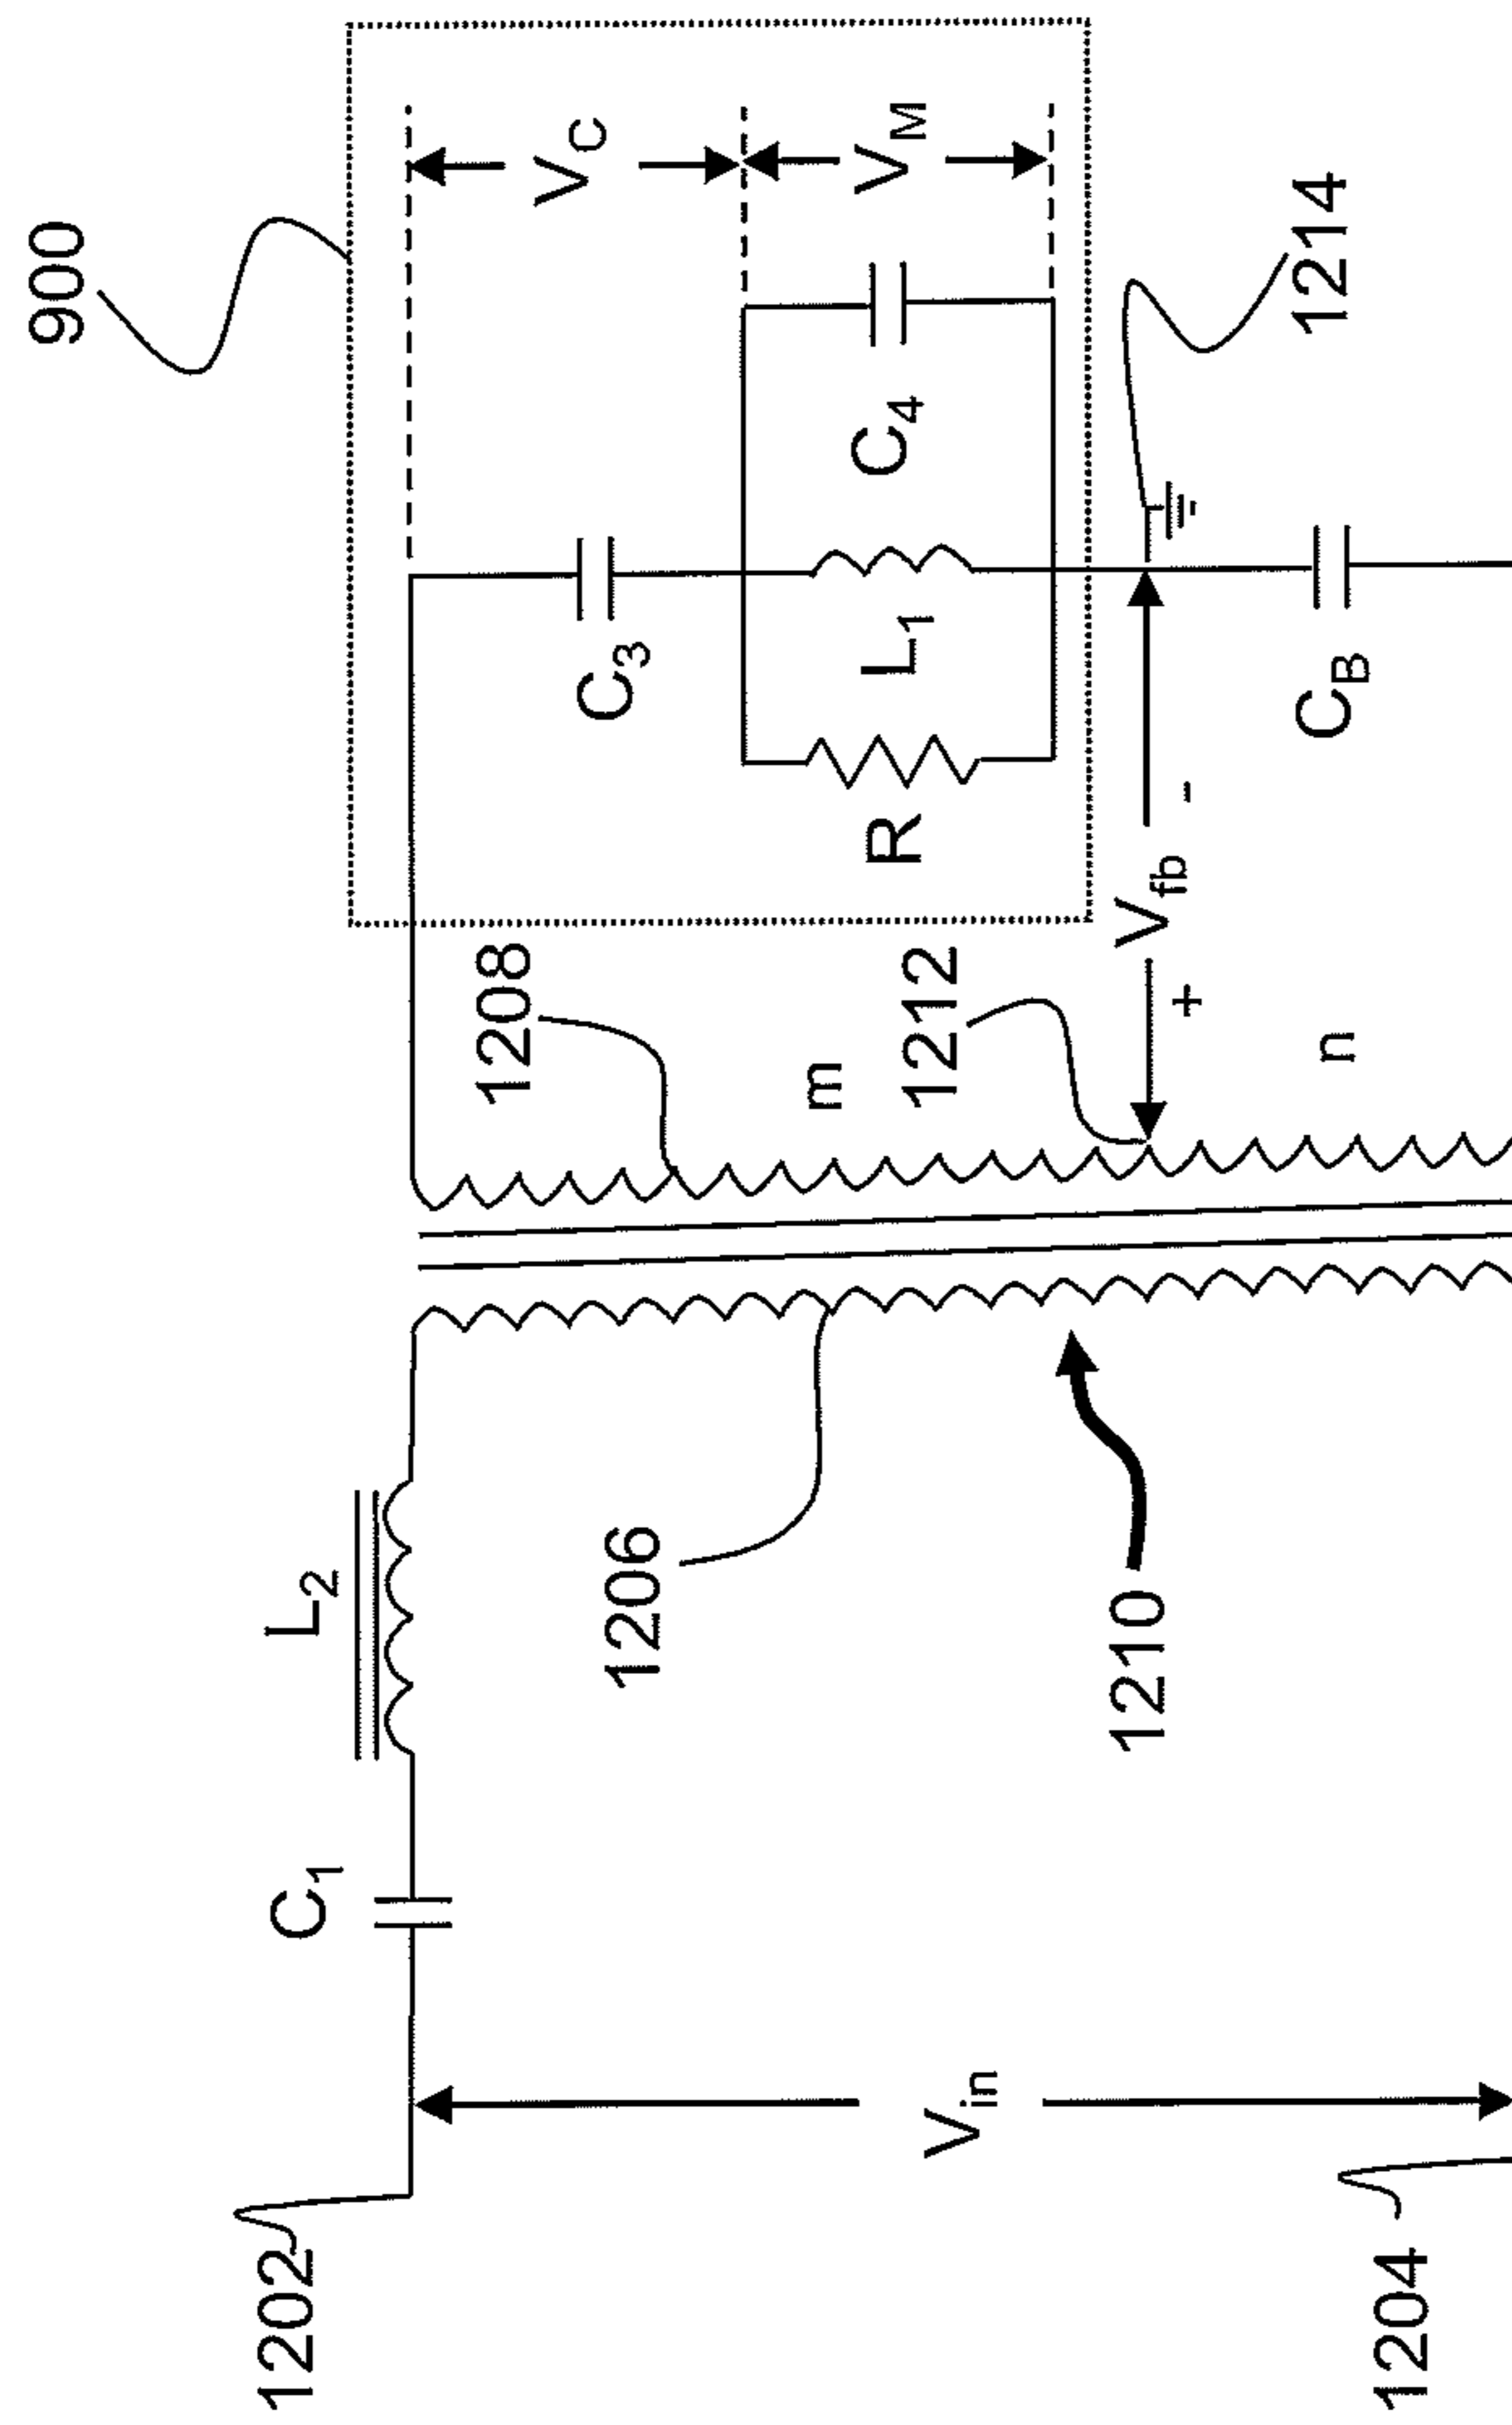 900
V_C
V_M
1214
C_4
C_3
L_1
C_B
R
V_fb
-
+
1208
1212
m
n
L_2
1206
1210
C_1
V_in
1202
1204